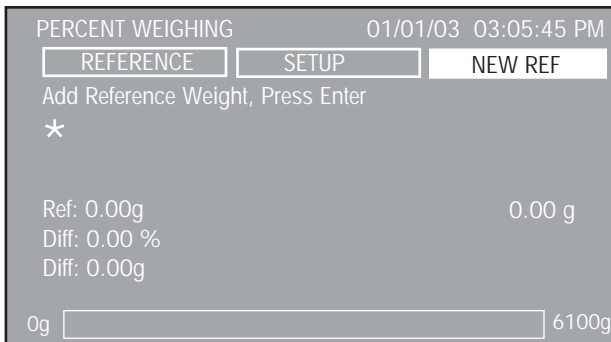 PERCENT WEIGHING 01/01/03 03:05:45 PM
REFERENCE SETUP NEW REF
Add Reference Weight, Press Enter
*
Ref: 0.00g 0.00 g
Diff: 0.00 %
Diff: 0.00g
0g 6100g